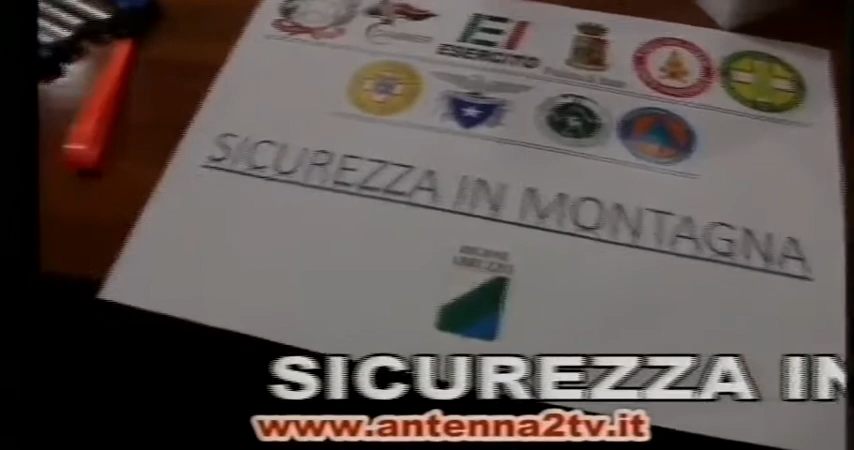 EI
ESERCITO
SICUREZZA IN MONTAGNA
SICUREZZA IN
www.antenna2tv.it